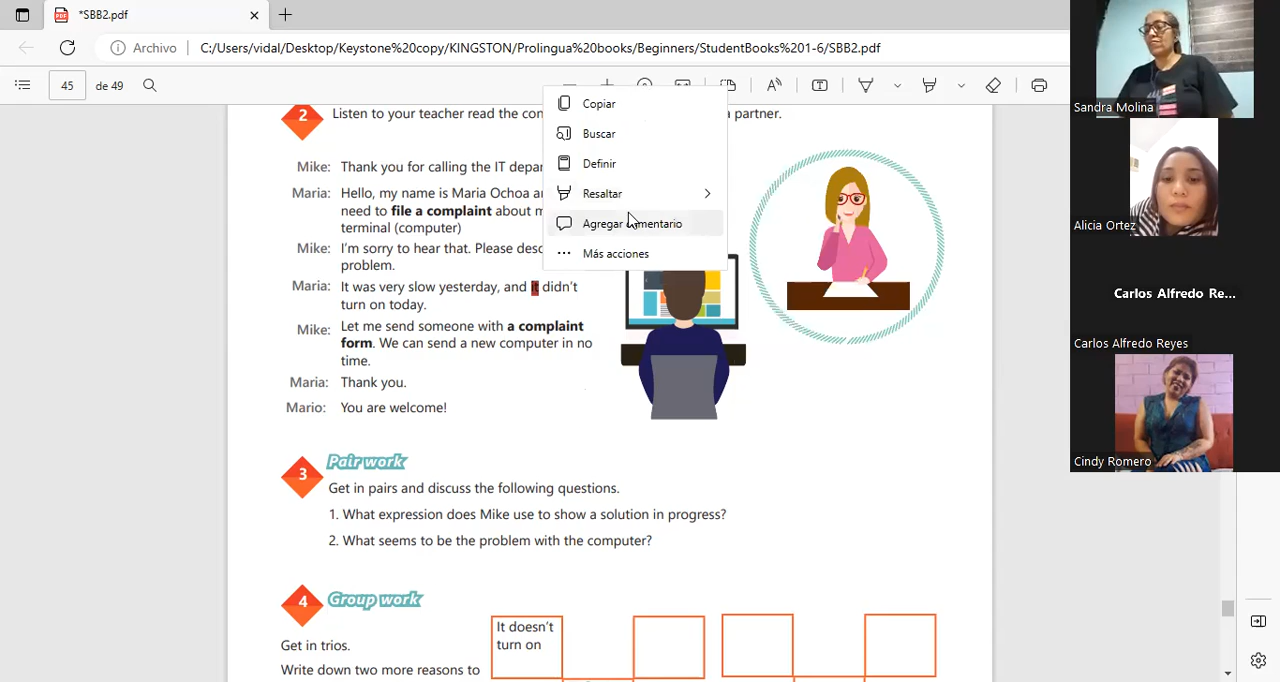 *SBB2.pdf
Archivo
C:/Users/vidal/Desktop/Keystone%20copy/KINGSTON/Prolingua%20books/Beginners/StudentBooks%201-6/SBB2.pdf
45 de 49
2 Listen to your teacher read the con
a partner.
Mike: Thank you for calling the IT depar
Maria: Hello, my name is Maria Ochoa an
need to file a complaint about m
terminal (computer)
Mike: I'm sorry to hear that. Please desc
problem.
Maria: It was very slow yesterday, and it didn't
turn on today.
Mike: Let me send someone with a complaint
form. We can send a new computer in no
time.
Maria: Thank you.
Mario: You are welcome!
Copiar
Buscar
Definir
Resaltar
Agregar comentario
Más acciones
3 Pair work
Get in pairs and discuss the following questions.
1. What expression does Mike use to show a solution in progress?
2. What seems to be the problem with the computer?
4 Group work
Get in trios.
Write down two more reasons to
It doesn't
turn on
Sandra Molina
Alicia Ortez
Carlos Alfredo Re...
Carlos Alfredo Reyes
Cindy Romero